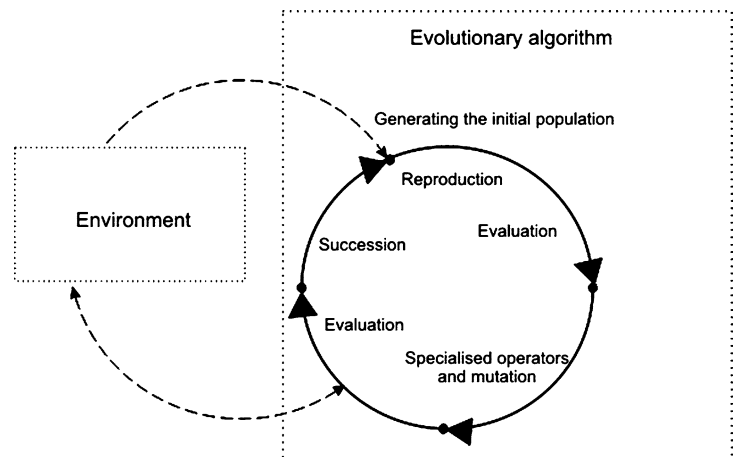 Evolutionary algorithm
Generating the initial population
Reproduction
Environment
Evaluation
Succession
Evaluation
Specialised operators
and mutation